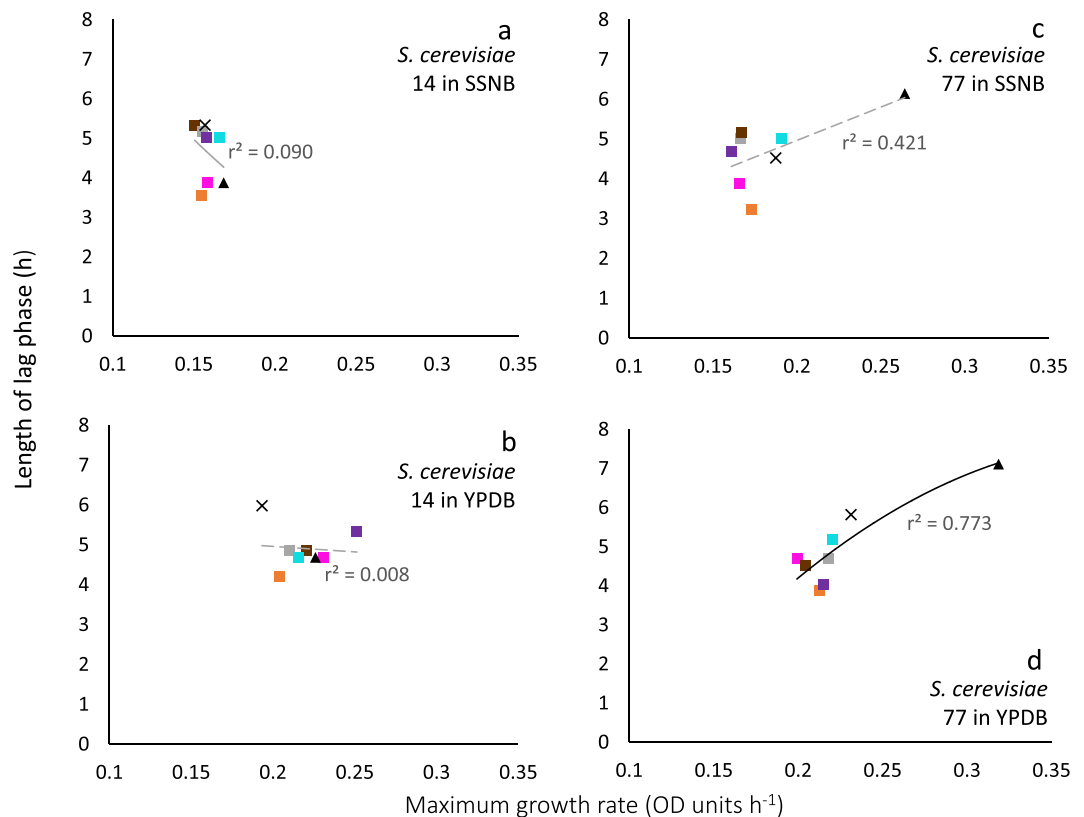 Length of lag phase (h)
8
7
6
5
4
3
2
1
0
0.1 0.15 0.2 0.25 0.3 0.35
a
S. cerevisiae
14 in SSNB
r² = 0.090
8
7
6
5
4
3
2
1
0
0.1 0.15 0.2 0.25 0.3 0.35
c
S. cerevisiae
77 in SSNB
r² = 0.421
8
7
6
5
4
3
2
1
0
0.1 0.15 0.2 0.25 0.3 0.35
b
S. cerevisiae
14 in YPDB
r² = 0.008
8
7
6
5
4
3
2
1
0
0.1 0.15 0.2 0.25 0.3 0.35
r² = 0.773
d
S. cerevisiae
77 in YPDB
Maximum growth rate (OD units h⁻¹)